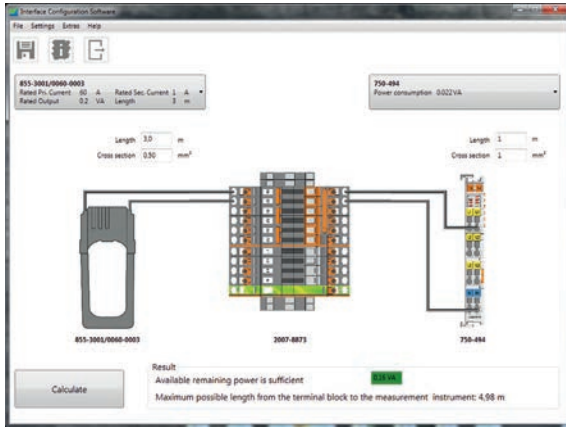 Interface Configuration Software
File Settings Extras Help
855-3001/0060-0003
Rated Pri. Current 60 A Rated Sec. Current 1 A
Rated Output 0.2 VA Length 3 m
750-494
Power consumption 0.022 VA
Length 3,0 m
Cross section 0,50 mm²
Length 1 m
Cross section 1 mm²
855-3001/0060-0003
2007-8873
750-494
Calculate
Result
Available remaining power is sufficient
Maximum possible length from the terminal block to the measurement instrument: 4,98 m